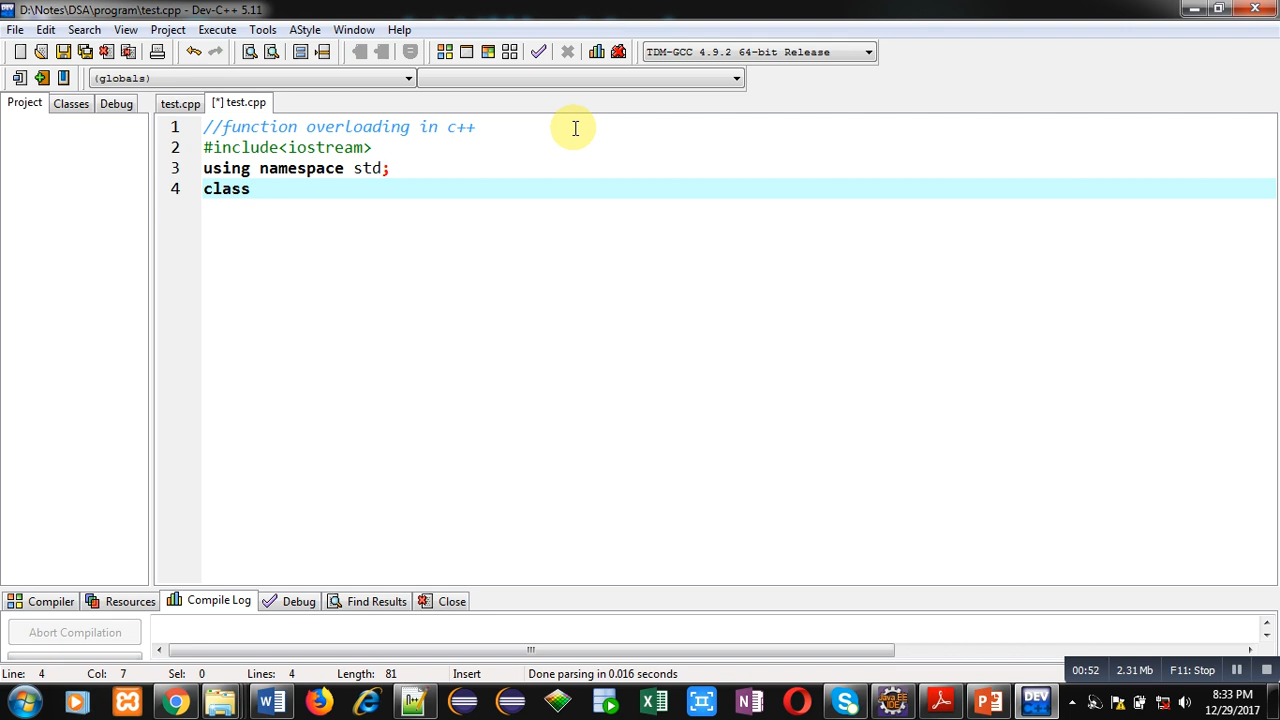 D:\Notes\DSA\program\test.cpp - Dev-C++ 5.11
File Edit Search View Project Execute Tools AStyle Window Help
TDM-GCC 4.9.2 64-bit Release
(globals)
Project Classes Debug test.cpp [*] test.cpp
1 //function overloading in c++
2 #include<iostream>
3 using namespace std;
4 class
Compiler Resources Compile Log Debug Find Results Close
Abort Compilation
Line: 4 Col: 7 Sel: 0 Lines: 4 Length: 81 Insert Done parsing in 0.016 seconds
00:52 2.31 Mb F11: Stop
8:33 PM
12/29/2017